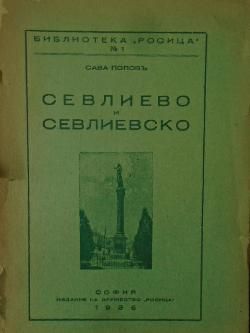 БИБЛИОТЕКА „РОСИЦА"
№ 1
САВА ПОПОВЪ
СЕВЛИЕВО
И
СЕВЛИЕВСКО
СОФИЯ
ИЗДАНИЕ НА ДРУЖЕСТВО „РОСИЦА"
1936